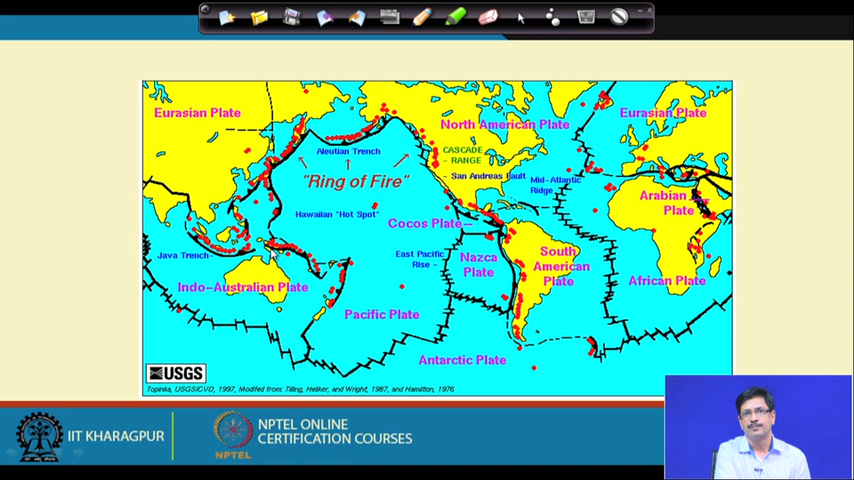 Eurasian Plate
Eurasian Plate
North American Plate
Aleutian Trench
CASCADE
RANGE
San Andreas Fault
"Ring of Fire"
Mid-Atlantic
Ridge
Arabian
Plate
Hawaiian "Hot Spot"
Cocos Plate
Java Trench
East Pacific
Rise
Nazca
Plate
South
American
Plate
Indo-Australian Plate
African Plate
Pacific Plate
Antarctic Plate
USGS
Topinka, USGS/CVO, 1997, Modified from: Tilling, Heliker, and Wright, 1987, and Hamilton, 1976
IIT KHARAGPUR
NPTEL
NPTEL ONLINE
CERTIFICATION COURSES